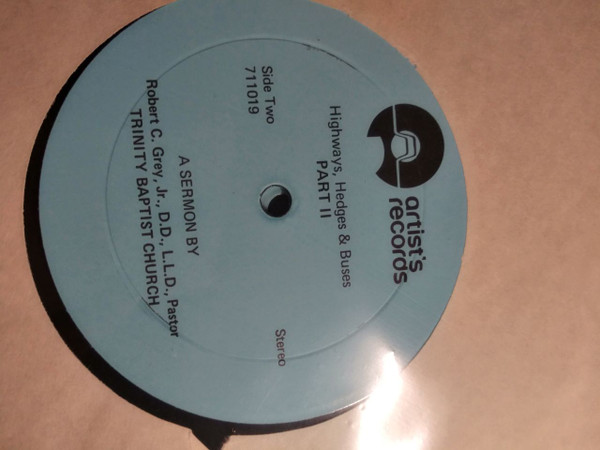 artist's
records
Highways, Hedges & Buses
PART II
Side Two
711019
Stereo
A SERMON BY
Robert C. Grey, Jr., D.D., L.L.D., Pastor
TRINITY BAPTIST CHURCH